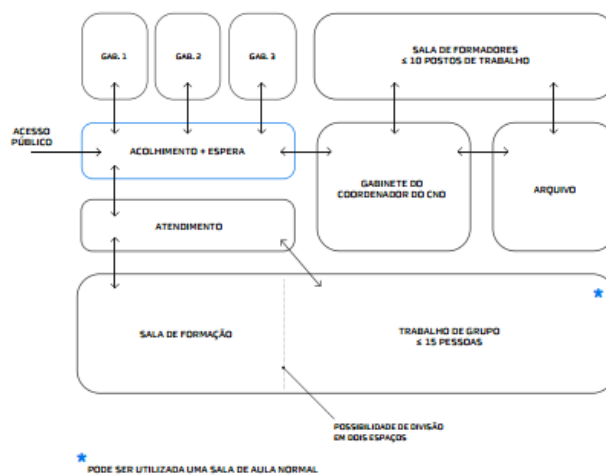 GAB. 1
GAB. 2
GAB. 3
SALA DE FORMADORES
≤ 10 POSTOS DE TRABALHO
ACESSO
PÚBLICO
ACOLHIMENTO + ESPERA
GABINETE DO
COORDENADOR DO CNO
ARQUIVO
ATENDIMENTO
*
SALA DE FORMAÇÃO
TRABALHO DE GRUPO
≤ 15 PESSOAS
POSSIBILIDADE DE DIVISÃO
EM DOIS ESPAÇOS
* PODE SER UTILIZADA UMA SALA DE AULA NORMAL